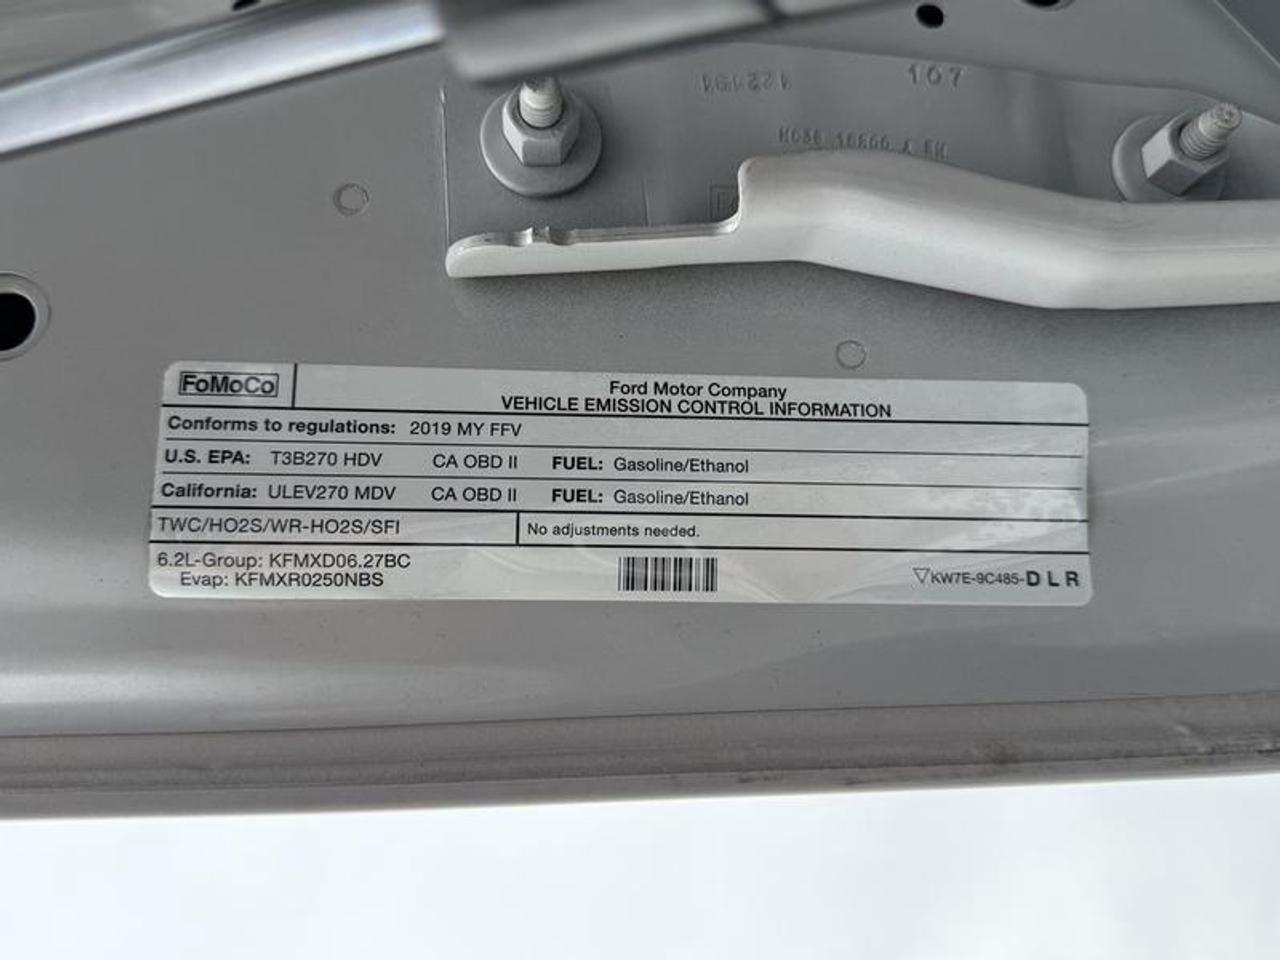 107
FoMoCo
Ford Motor Company
VEHICLE EMISSION CONTROL INFORMATION
Conforms to regulations: 2019 MY FFV
U.S. EPA: T3B270 HDV CA OBD II FUEL: Gasoline/Ethanol
California: ULEV270 MDV CA OBD II FUEL: Gasoline/Ethanol
TWC/HO2S/WR-HO2S/SFI No adjustments needed.
6.2L-Group: KFMXD06.27BC
Evap: KFMXR0250NBS
KW7E-9C485-DLR